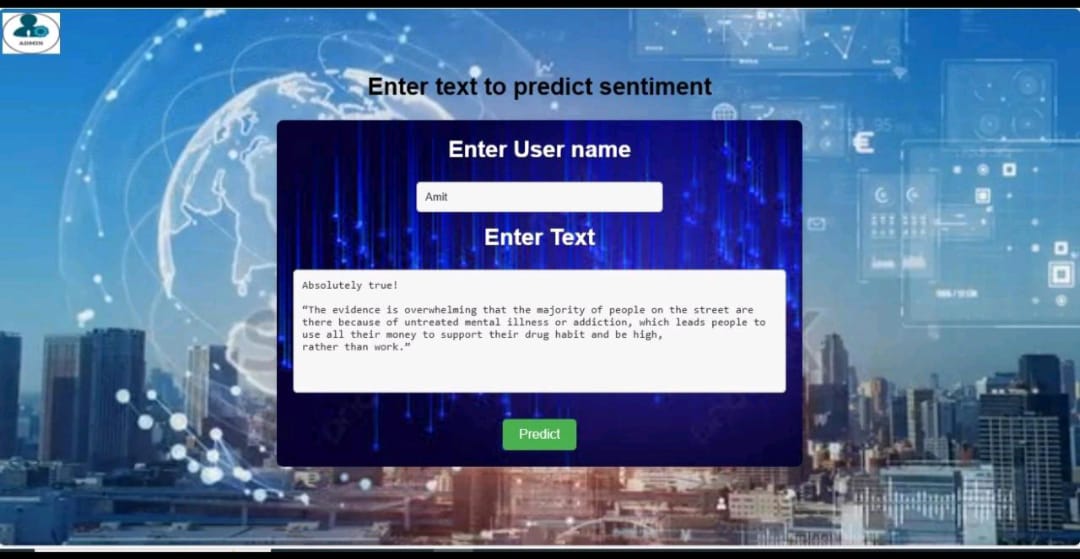 ADMIN
Enter text to predict sentiment
Enter User name
Amit
Enter Text
Absolutely true!
“The evidence is overwhelming that the majority of people on the street are
there because of untreated mental illness or addiction, which leads people to
use all their money to support their drug habit and be high,
rather than work.”
Predict